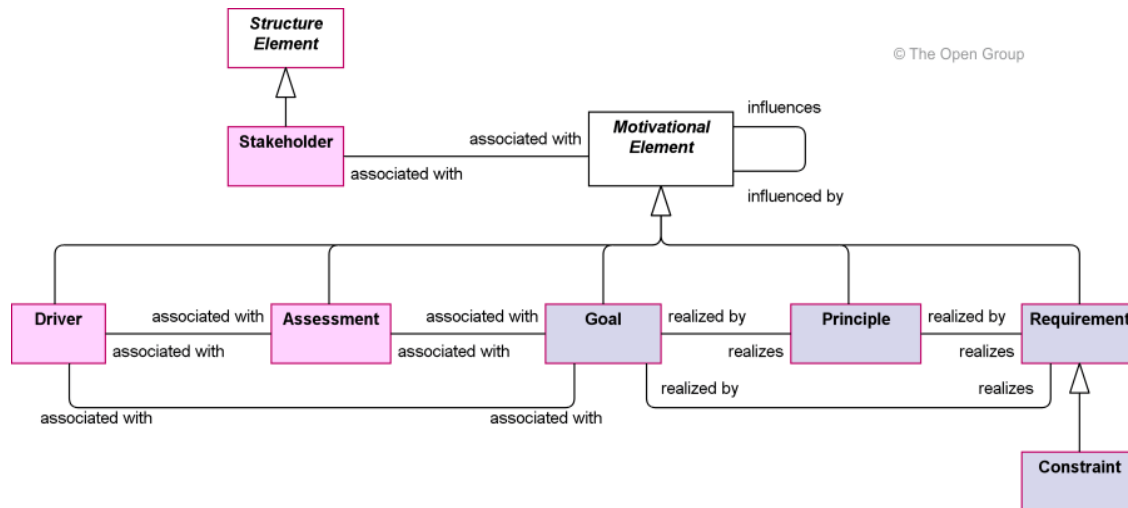 Structure
Element
© The Open Group
influences
Motivational
Element
associated with
Stakeholder
associated with
influenced by
Driver
associated with
Assessment
associated with
Goal
realized by
Principle
realized by
Requirement
associated with
associated with
realizes
realizes
associated with
associated with
realized by
realizes
Constraint